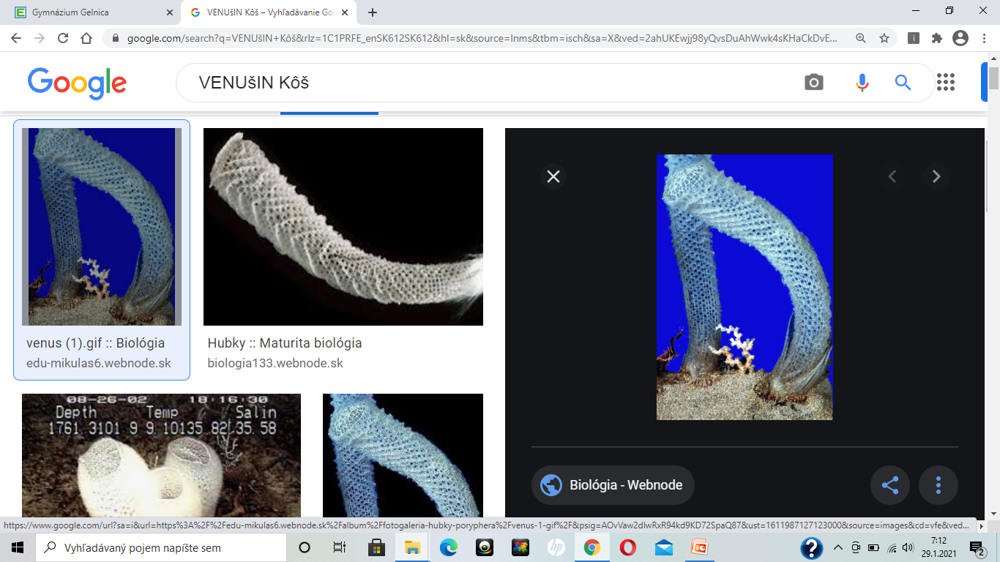 Gymnázium Gelnica
VENUšIN Kôš – Vyhľadávanie Goo
google.com/search?q=VENUšIN+Kôš&rlz=1C1PRFE_enSK612SK612&hl=sk&source=lnms&tbm=isch&sa=X&ved=2ahUKEwjj98yQvsDuAhWwk4sKHaCkDvE...
Google
VENUšIN Kôš
venus (1).gif :: Biológia
edu-mikulas6.webnode.sk
Hubky :: Maturita biológia
biologia133.webnode.sk
08-26-02 18:16:30
Depth Temp Salin
1761.3101 9 9.10135.82 35.58
Biológia - Webnode
https://www.google.com/url?sa=i&url=https%3A%2F%2Fedu-mikulas6.webnode.sk%2Falbum%2Ffotogaleria-hubky-poryphera%2Fvenus-1-gif%2F&psig=AOvVaw2dlwRxR94kd9KD72SpaQ87&ust=1611987127123000&source=images&cd=vfe&ved...
Vyhľadávaný pojem napíšte sem
7:12
29.1.2021
2